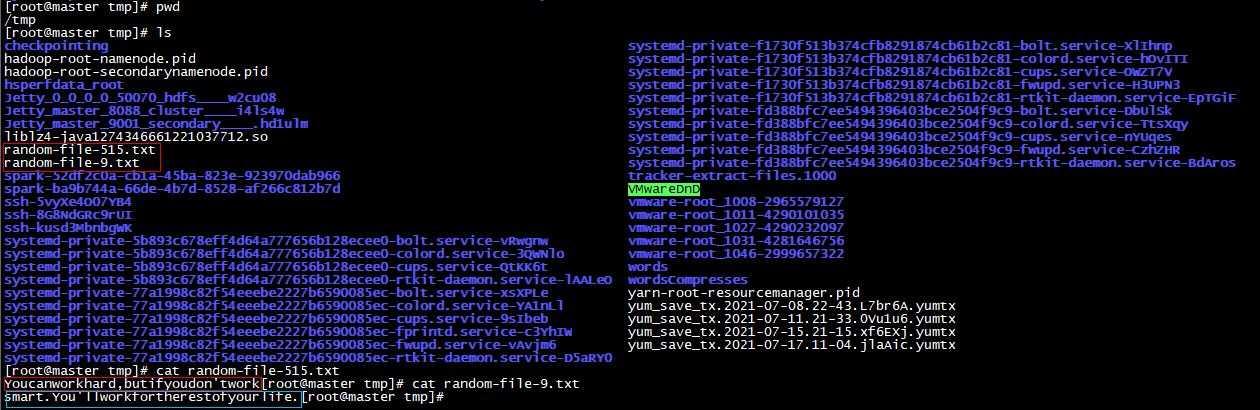 [root@master tmp]# pwd
/tmp
[root@master tmp]# ls
checkpointing systemd-private-f1730f513b374cfb8291874cb61b2c81-bolt.service-XlIhnp
hadoop-root-namenode.pid systemd-private-f1730f513b374cfb8291874cb61b2c81-colord.service-hOVITI
hadoop-root-secondarynamenode.pid systemd-private-f1730f513b374cfb8291874cb61b2c81-cups.service-OWZT7V
hsperfdata_root systemd-private-f1730f513b374cfb8291874cb61b2c81-fwupd.service-H3UPN3
Jetty_0_0_0_0_50070_hdfs____w2cu08 systemd-private-f1730f513b374cfb8291874cb61b2c81-rtkit-daemon.service-EpTGiF
Jetty_master_8088_cluster____i4ls4w systemd-private-fd388bfc7ee5494396403bce2504f9c9-bolt.service-DbUlSk
Jetty_master_9001_secondary____.hd1ulm systemd-private-fd388bfc7ee5494396403bce2504f9c9-colord.service-TtsXqy
liblz4-java1274346661221037712.so systemd-private-fd388bfc7ee5494396403bce2504f9c9-cups.service-nYUqes
random-file-515.txt systemd-private-fd388bfc7ee5494396403bce2504f9c9-fwupd.service-CzhZHR
random-file-9.txt systemd-private-fd388bfc7ee5494396403bce2504f9c9-rtkit-daemon.service-BdAros
spark-52df2c0a-cb1a-45ba-823e-923970dab966 tracker-extract-files.1000
spark-ba9b744a-66de-4b7d-8528-af266c812b7d VMwareDnD
ssh-5vyXe4O07YB4 vmware-root_1008-2965579127
ssh-8G8NdGRc9rUI vmware-root_1011-4290101035
ssh-kusd3MbnbgWK vmware-root_1027-4290232097
systemd-private-5b893c678eff4d64a777656b128ecee0-bolt.service-vRwgnw vmware-root_1031-4281646756
systemd-private-5b893c678eff4d64a777656b128ecee0-colord.service-3QWNlo vmware-root_1046-2999657322
systemd-private-5b893c678eff4d64a777656b128ecee0-cups.service-QtKK6t words
systemd-private-5b893c678eff4d64a777656b128ecee0-rtkit-daemon.service-lAALeO wordsCompresses
systemd-private-77a1998c82f54eeebe2227b6590085ec-bolt.service-xsXPLe yarn-root-resourcemanager.pid
systemd-private-77a1998c82f54eeebe2227b6590085ec-colord.service-YA1nLl yum_save_tx.2021-07-08.22-43.L7br6A.yumtx
systemd-private-77a1998c82f54eeebe2227b6590085ec-cups.service-9sIbeb yum_save_tx.2021-07-11.21-33.OVu1u6.yumtx
systemd-private-77a1998c82f54eeebe2227b6590085ec-fprintd.service-c3YhIW yum_save_tx.2021-07-15.21-15.xf6EXj.yumtx
systemd-private-77a1998c82f54eeebe2227b6590085ec-fwupd.service-vAvjm6 yum_save_tx.2021-07-17.11-04.jlaAic.yumtx
systemd-private-77a1998c82f54eeebe2227b6590085ec-rtkit-daemon.service-D5aRYO
[root@master tmp]# cat random-file-515.txt
Youcanworkhard,butifyoudon'twork[root@master tmp]# cat random-file-9.txt
smart.You'llworkfortherestofyourlife.[root@master tmp]#